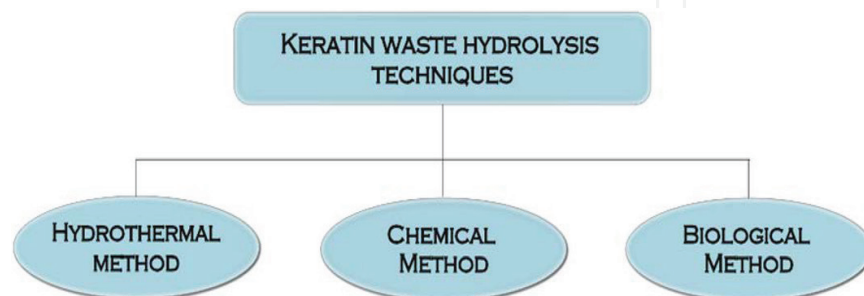 KERATIN WASTE HYDROLYSIS
TECHNIQUES
HYDROTHERMAL
METHOD
CHEMICAL
METHOD
BIOLOGICAL
METHOD